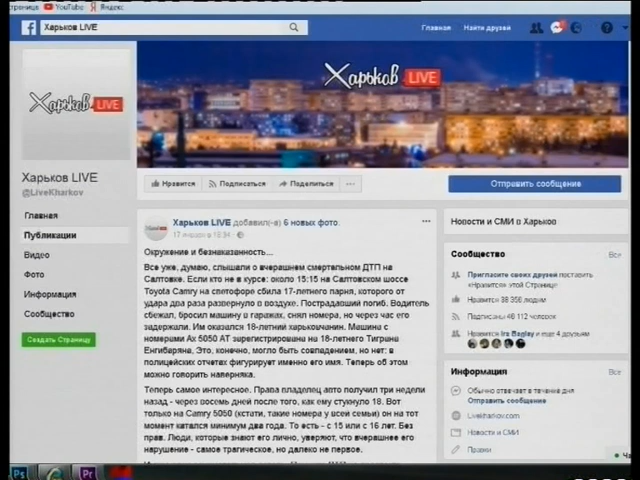 страница YouTube Яндекс
Харьков LIVE
Главная Найти друзей
Харьков LIVE
Харьков LIVE
Харьков LIVE
@LiveKharkov
Главная
Публикации
Видео
Фото
Информация
Сообщество
Создать Страницу
Нравится Подписаться Поделиться ...
Отправить сообщение
Харьков LIVE добавил(-а) 6 новых фото.
17 января в 15:34
Окружение и безнаказанность...
Все уже, думаю, слышали о вчерашнем смертельном ДТП на
Салтовке. Если кто не в курсе: около 15:15 на Салтовском шоссе
Toyota Camry на светофоре сбила 17-летнего парня, которого от
удара два раза развернуло в воздухе. Пострадавший погиб. Водитель
сбежал, бросил машину в гаражах, снял номера, но через час его
задержали. Им оказался 18-летний харьковчанин. Машина с
номерами Ах 5050 АТ зарегистрирована на 18-летнего Тиграна
Енгибаряна. Это, конечно, могло быть совпадением, но нет: в
полицейских отчетах фигурирует именно его имя. Теперь об этом
можно говорить наверняка.
Теперь самое интересное. Права владелец авто получил три недели
назад - через восемь дней после того, как ему стукнуло 18. Вот
только на Camry 5050 (кстати, такие номера у всей семьи) он на тот
момент катался минимум два года. То есть - с 15 или с 16 лет. Без
прав. Люди, которые знают его лично, уверяют, что вчерашнее его
нарушение - самое трагическое, но далеко не первое.
Новости и СМИ в Харьков
Сообщество Все
Пригласите своих друзей поставить
«Нравится» этой Странице
Подписаны 46 112 человек
и еще 4 друзьям
Информация Все
Обычно отвечает в течение дня
Отправить сообщение
Livekharkov.com
Новости и СМИ
Правки
Ps Pr